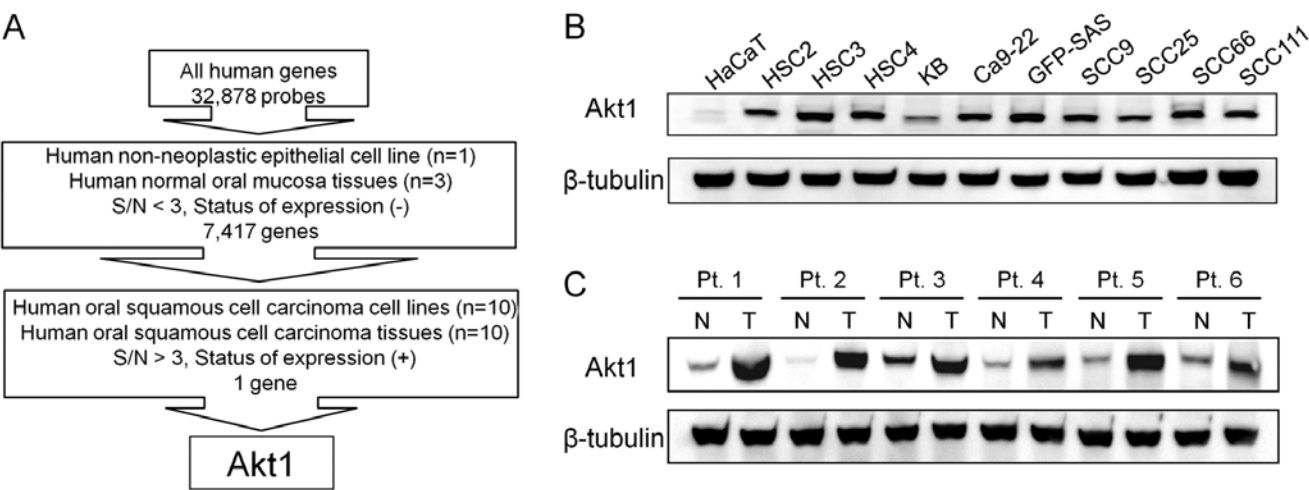 A
All human genes
32,878 probes
Human non-neoplastic epithelial cell line (n=1)
Human normal oral mucosa tissues (n=3)
S/N < 3, Status of expression (-)
7,417 genes
Human oral squamous cell carcinoma cell lines (n=10)
Human oral squamous cell carcinoma tissues (n=10)
S/N > 3, Status of expression (+)
1 gene
Akt1
B
HaCaT HSC2 HSC3 HSC4 KB Ca9-22 GFP-SAS SCC9 SCC25 SCC66 SCC111
Akt1
β-tubulin
C
Pt. 1 Pt. 2 Pt. 3 Pt. 4 Pt. 5 Pt. 6
N T N T N T N T N T N T
Akt1
β-tubulin